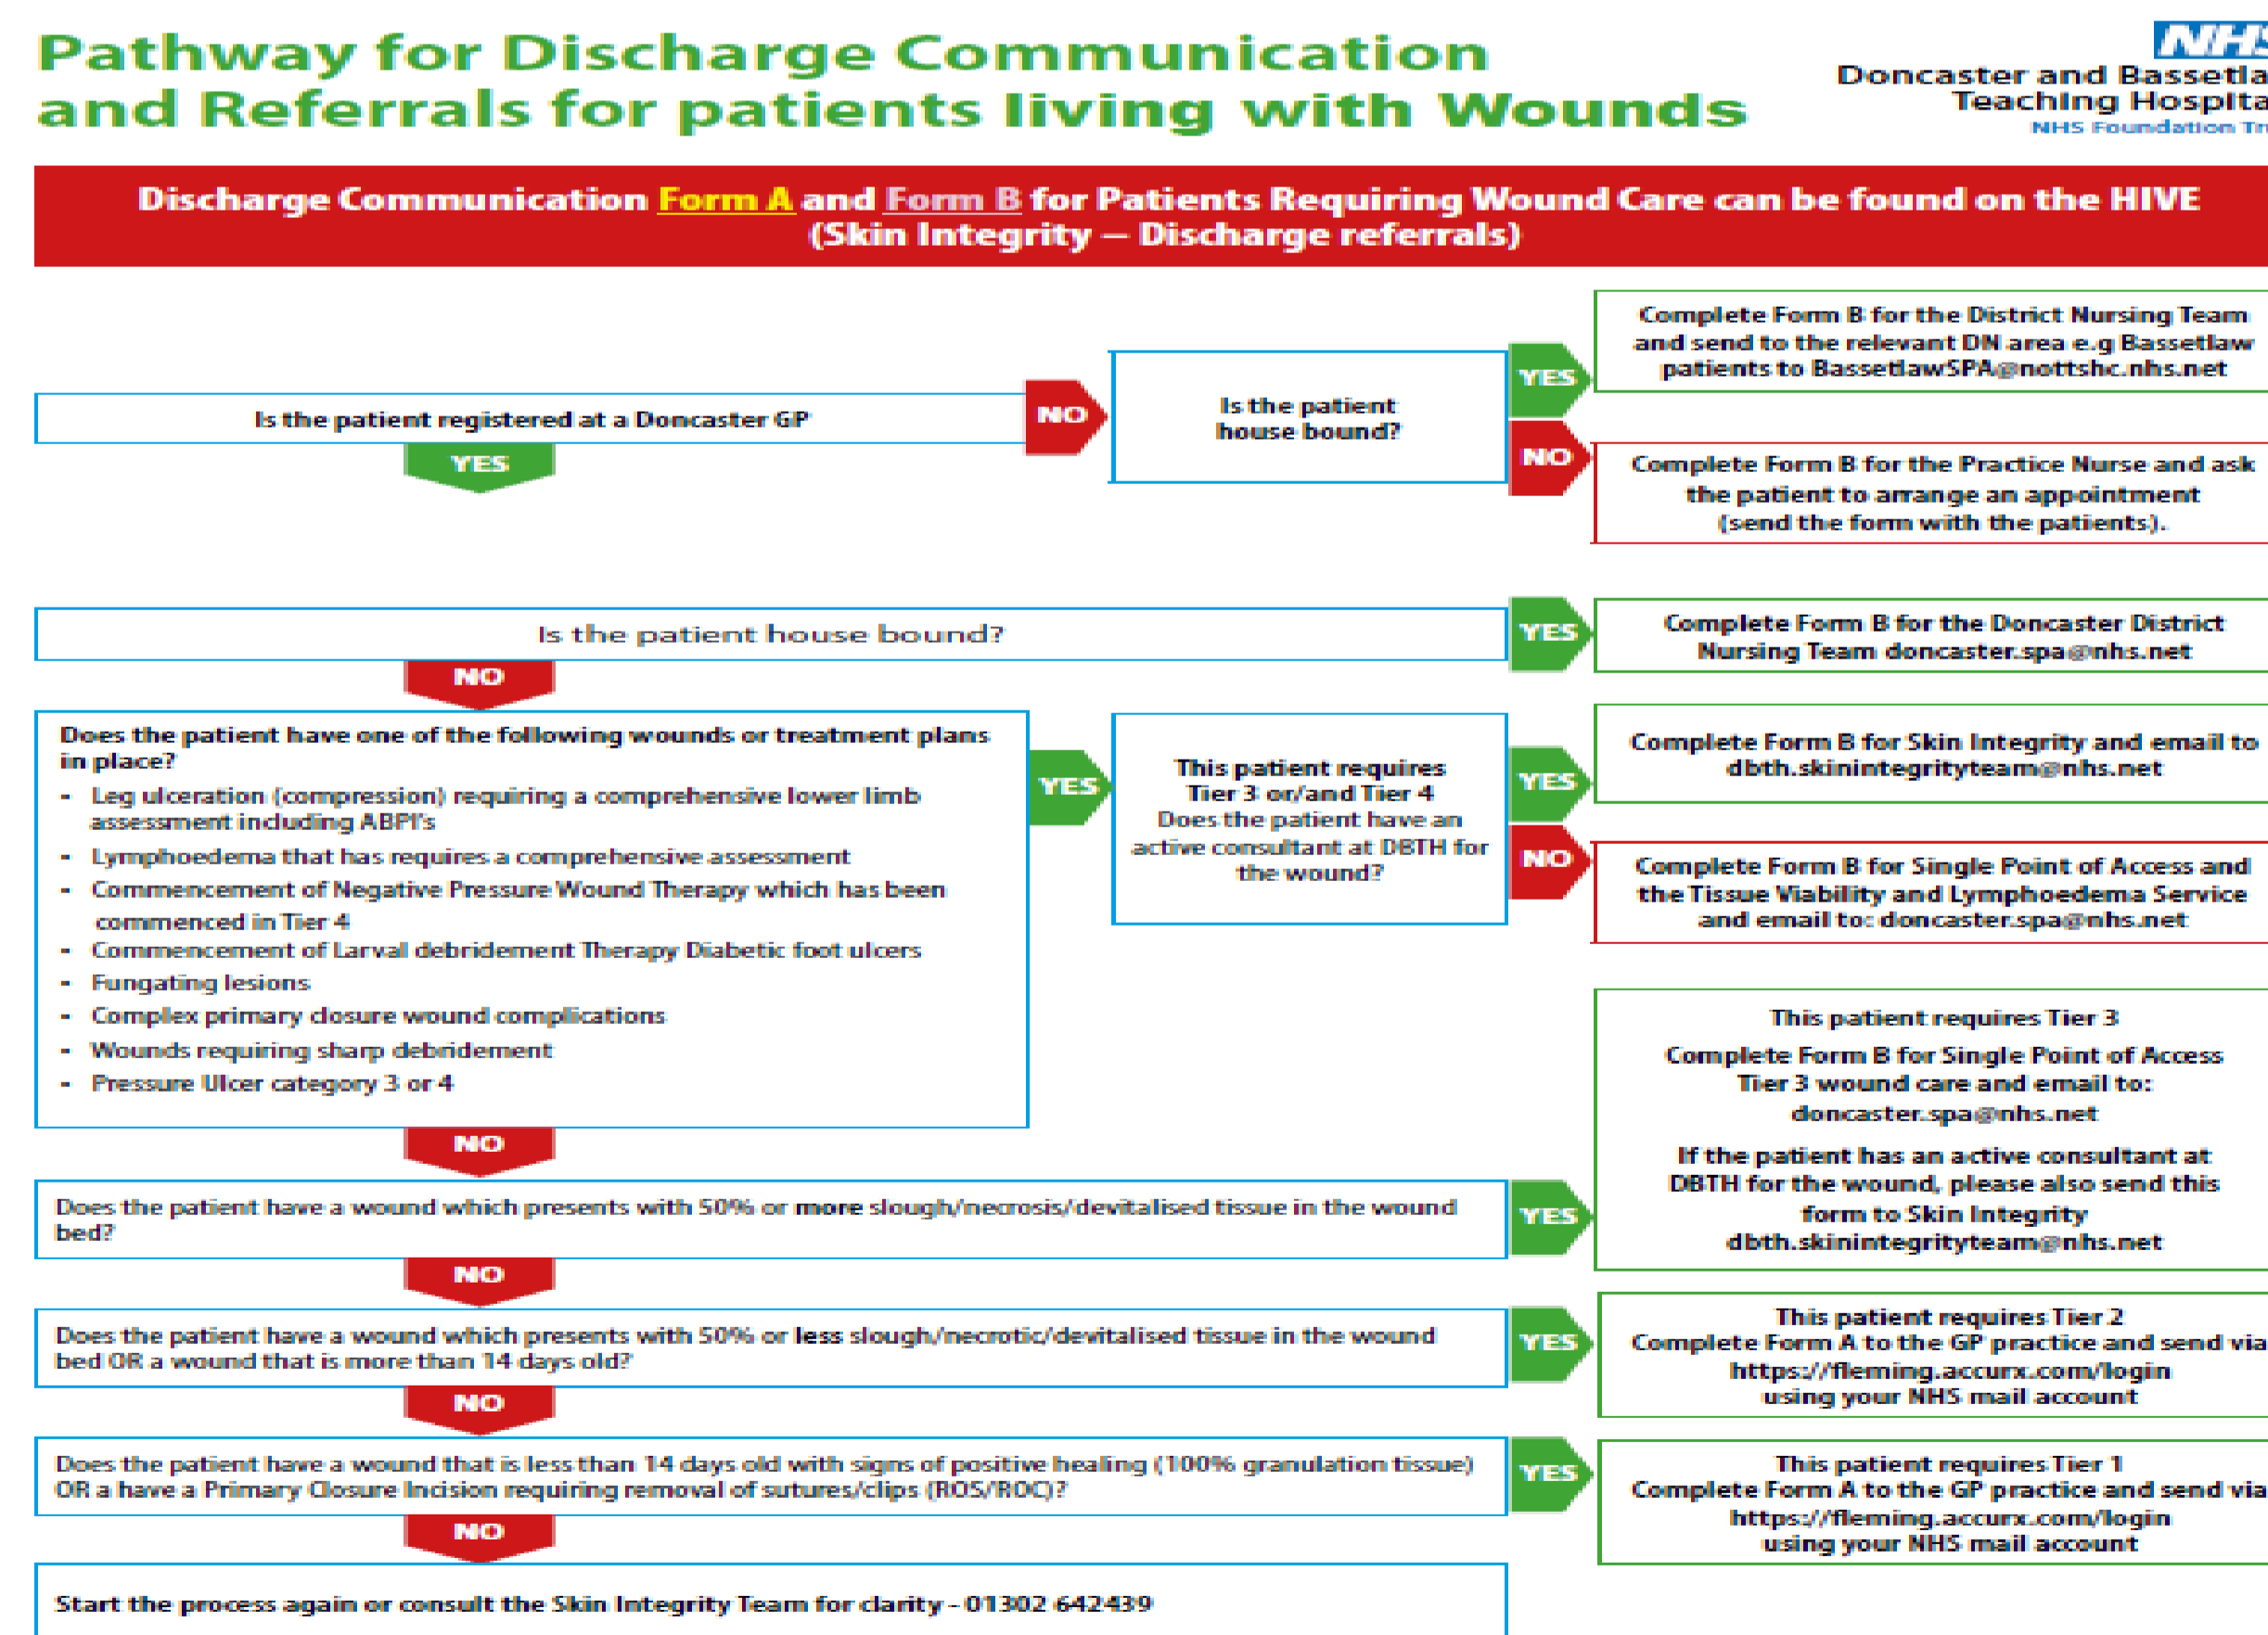 Pathway for Discharge Communication
and Referrals for patients living with Wounds
NHS
Doncaster and Bassetla
Teaching Hospita
NHS Foundation Tr
Discharge Communication Form A and Form B for Patients Requiring Wound Care can be found on the HIVE
(Skin Integrity – Discharge referrals)
Is the patient registered at a Doncaster GP
NO
YES
Is the patient
house bound?
YES
Complete Form B for the District Nursing Team
and send to the relevant DN area e.g Bassetlaw
patients to BassetlawSPA@nottshc.nhs.net
NO
Complete Form B for the Practice Nurse and ask
the patient to arrange an appointment
(send the form with the patients).
Is the patient house bound?
YES
Complete Form B for the Doncaster District
Nursing Team doncaster.spa@nhs.net
NO
Does the patient have one of the following wounds or treatment plans
in place?
- Leg ulceration (compression) requiring a comprehensive lower limb
assessment including ABPI's
- Lymphoedema that has requires a comprehensive assessment
- Commencement of Negative Pressure Wound Therapy which has been
commenced in Tier 4
- Commencement of Larval debridement Therapy Diabetic foot ulcers
- Fungating lesions
- Complex primary closure wound complications
- Wounds requiring sharp debridement
- Pressure Ulcer category 3 or 4
YES
This patient requires
Tier 3 or/and Tier 4
Does the patient have an
active consultant at DBTH for
the wound?
YES
Complete Form B for Skin Integrity and email to
dbth.skinintegrityteam@nhs.net
NO
Complete Form B for Single Point of Access and
the Tissue Viability and Lymphoedema Service
and email to: doncaster.spa@nhs.net
NO
Does the patient have a wound which presents with 50% or more slough/necrosis/devitalised tissue in the wound
bed?
YES
This patient requires Tier 3
Complete Form B for Single Point of Access
Tier 3 wound care and email to:
doncaster.spa@nhs.net
If the patient has an active consultant at
DBTH for the wound, please also send this
form to Skin Integrity
dbth.skinintegrityteam@nhs.net
NO
Does the patient have a wound which presents with 50% or less slough/necrotic/devitalised tissue in the wound
bed OR a wound that is more than 14 days old?
YES
This patient requires Tier 2
Complete Form A to the GP practice and send via
https://fleming.accurx.com/login
using your NHS mail account
NO
Does the patient have a wound that is less than 14 days old with signs of positive healing (100% granulation tissue)
OR a have a Primary Closure Incision requiring removal of sutures/clips (ROS/ROC)?
YES
This patient requires Tier 1
Complete Form A to the GP practice and send via
https://fleming.accurx.com/login
using your NHS mail account
NO
Start the process again or consult the Skin Integrity Team for clarity - 01302 642439